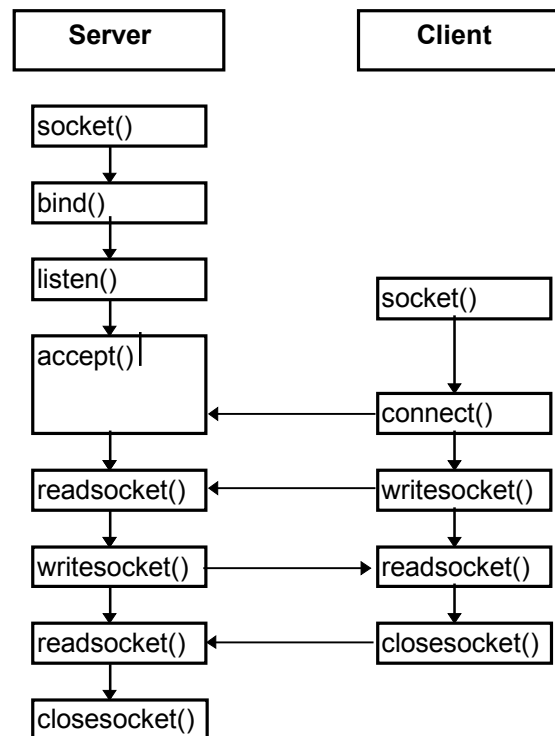 Server
Client
socket()
bind()
listen()
socket()
accept()
connect()
readsocket()
writesocket()
writesocket()
readsocket()
readsocket()
closesocket()
closesocket()